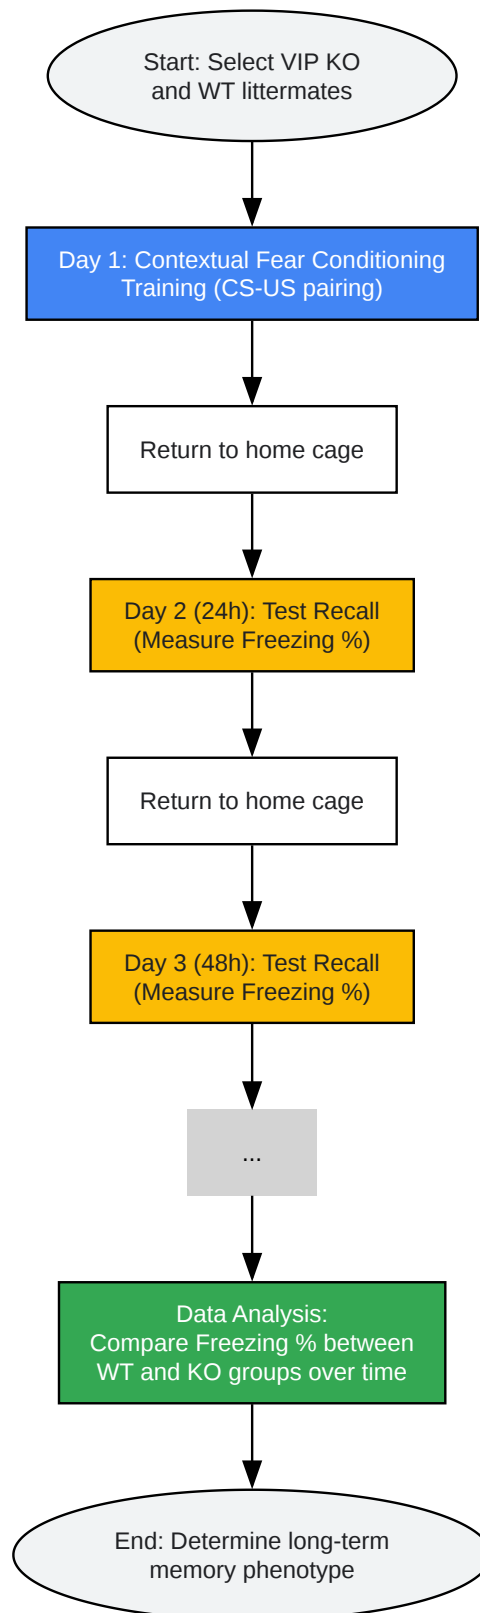 Start: Select VIP KO
and WT littermates
Day 1: Contextual Fear Conditioning
Training (CS-US pairing)
Return to home cage
Day 2 (24h): Test Recall
(Measure Freezing %)
Return to home cage
Day 3 (48h): Test Recall
(Measure Freezing %)
...
Data Analysis:
Compare Freezing % between
WT and KO groups over time
End: Determine long-term
memory phenotype